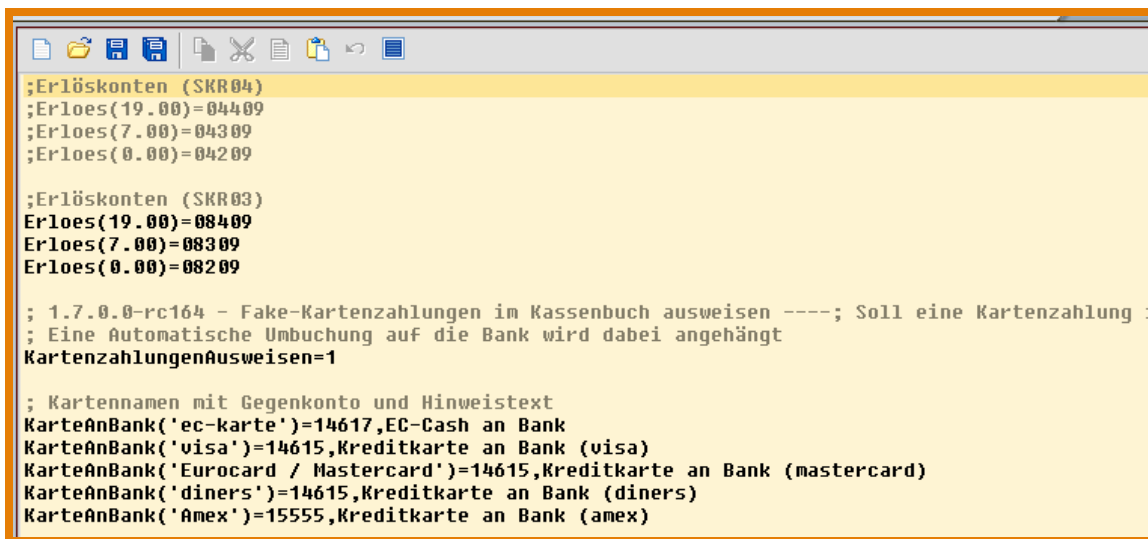 ;Erlöskonten (SKR04)
;Erloes(19.00)=04409
;Erloes(7.00)=04309
;Erloes(0.00)=04209
;Erlöskonten (SKR03)
Erloes(19.00)=08409
Erloes(7.00)=08309
Erloes(0.00)=08209
; 1.7.0.0-rc164 - Fake-Kartenzahlungen im Kassenbuch ausweisen ----; Soll eine Kartenzahlung
; Eine Automatische Umbuchung auf die Bank wird dabei angehängt
KartenzahlungenAusweisen=1
; Kartennamen mit Gegenkonto und Hinweistext
KarteAnBank('ec-karte')=14617,EC-Cash an Bank
KarteAnBank('visa')=14615,Kreditkarte an Bank (visa)
KarteAnBank('Eurocard / Mastercard')=14615,Kreditkarte an Bank (mastercard)
KarteAnBank('diners')=14615,Kreditkarte an Bank (diners)
KarteAnBank('Amex')=15555,Kreditkarte an Bank (amex)